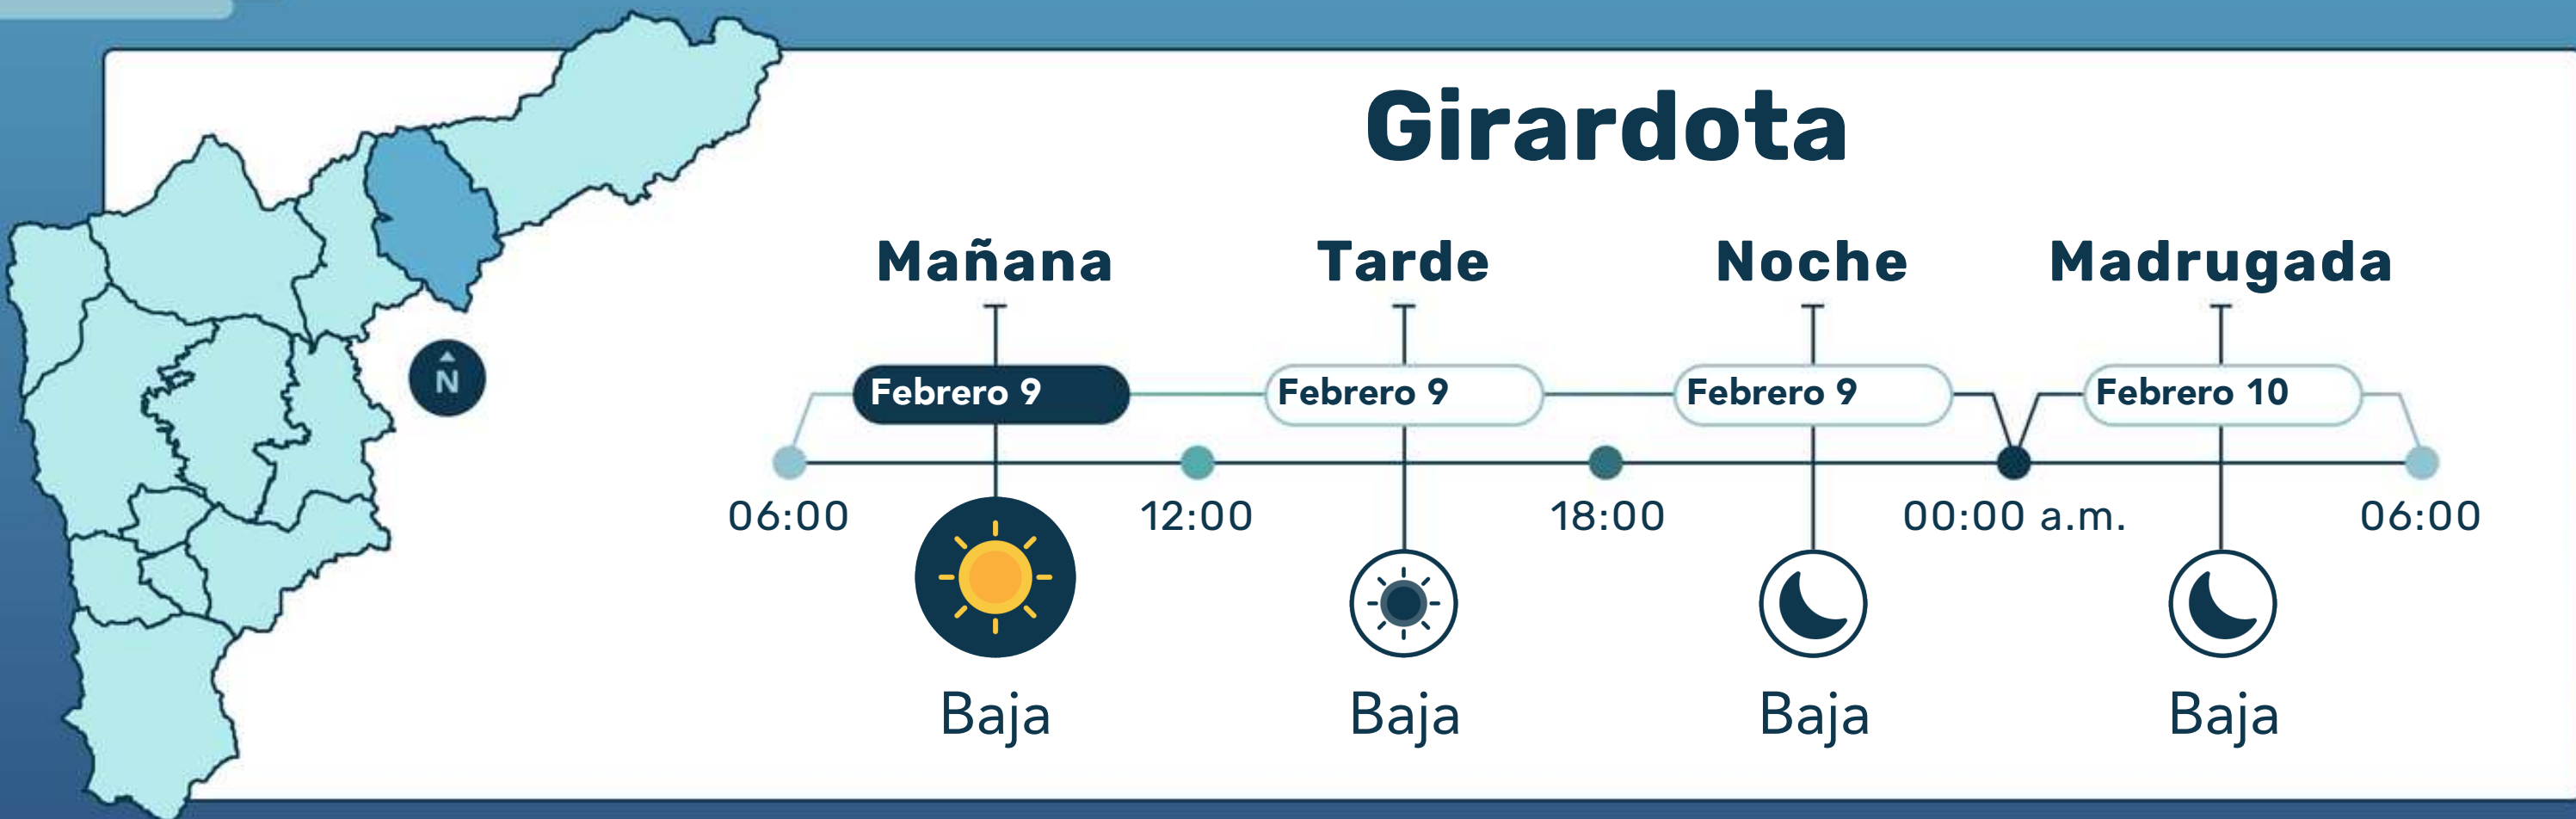 Girardota
Mañana Tarde Noche Madrugada
Febrero 9 Febrero 9 Febrero 9 Febrero 10
N
06:00 12:00 18:00 00:00 a.m. 06:00
Baja Baja Baja Baja